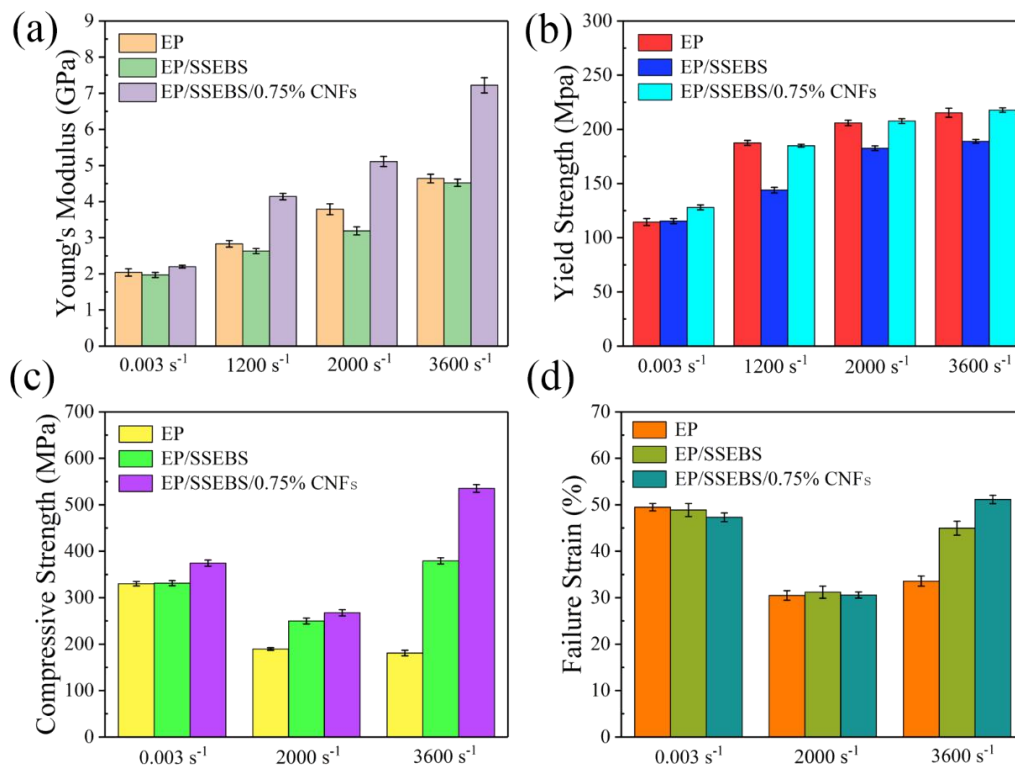 (a)
Young's Modulus (GPa)
9
8
7
6
5
4
3
2
1
0
EP
EP/SSEBS
EP/SSEBS/0.75% CNFs
0.003 s⁻¹ 1200 s⁻¹ 2000 s⁻¹ 3600 s⁻¹
(b)
Yield Strength (Mpa)
300
250
200
150
100
50
0
EP
EP/SSEBS
EP/SSEBS/0.75% CNFs
0.003 s⁻¹ 1200 s⁻¹ 2000 s⁻¹ 3600 s⁻¹
(c)
Compressive Strength (MPa)
700
600
500
400
300
200
100
0
EP
EP/SSEBS
EP/SSEBS/0.75% CNFs
0.003 s⁻¹ 2000 s⁻¹ 3600 s⁻¹
(d)
Failure Strain (%)
70
60
50
40
30
20
10
0
EP
EP/SSEBS
EP/SSEBS/0.75% CNFs
0.003 s⁻¹ 2000 s⁻¹ 3600 s⁻¹